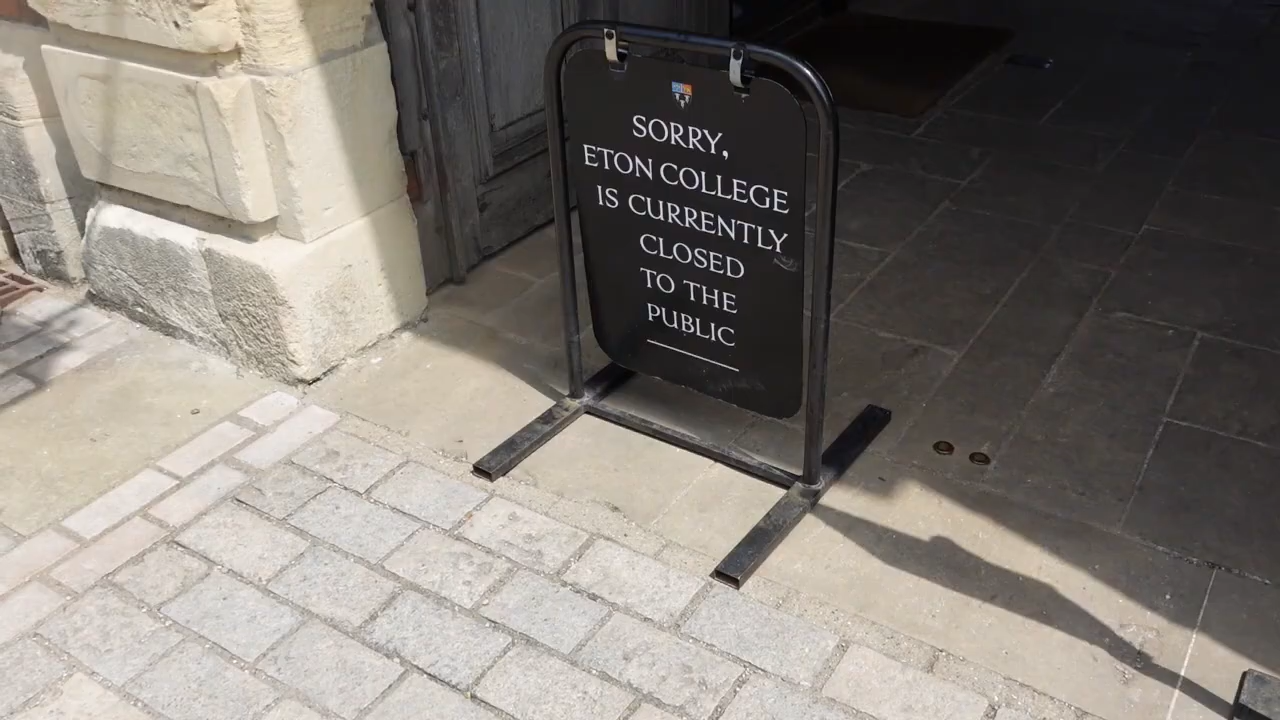 SORRY,
ETON COLLEGE
IS CURRENTLY
CLOSED
TO THE
PUBLIC